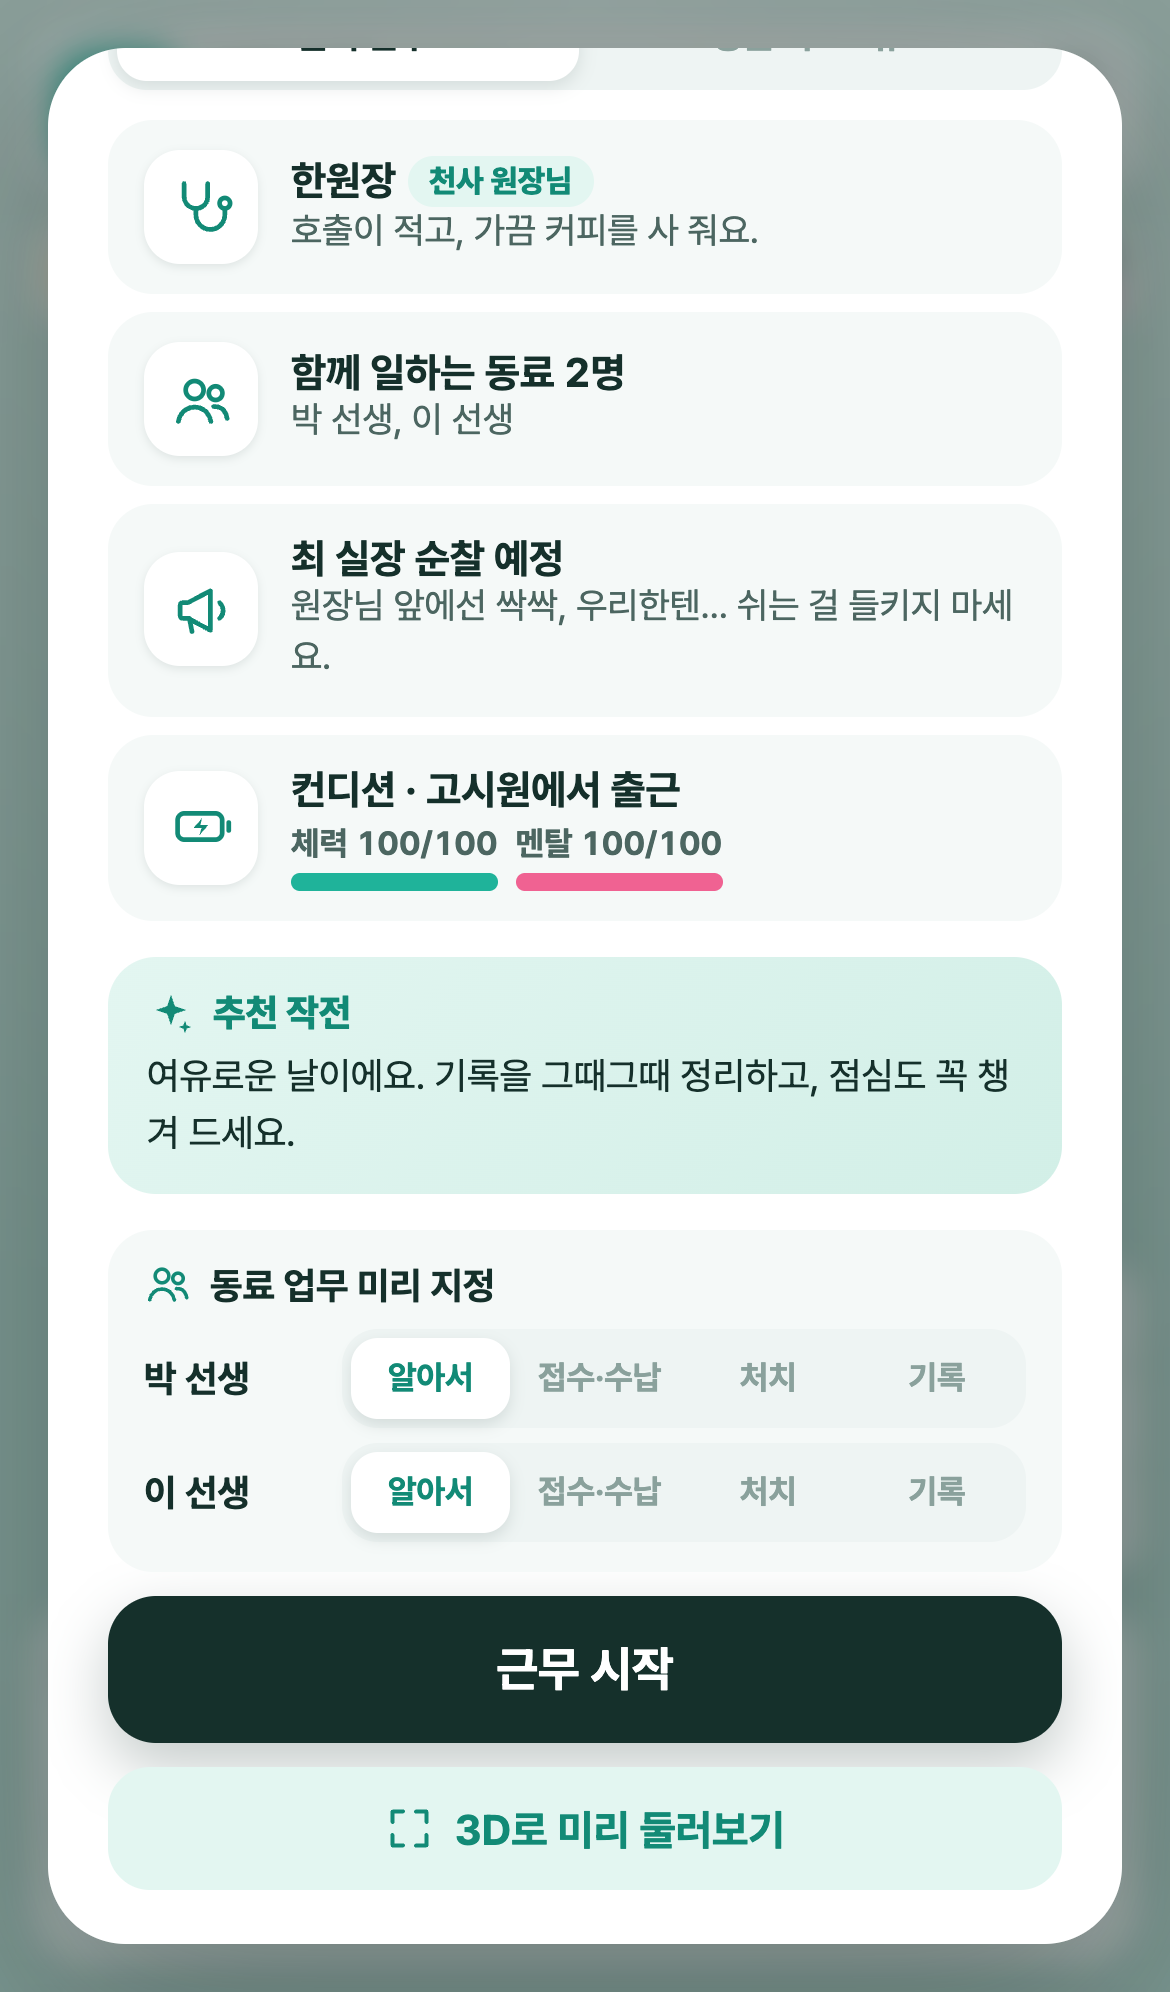 한원장 천사 원장님
호출이 적고, 가끔 커피를 사 줘요.
함께 일하는 동료 2명
박 선생, 이 선생
최 실장 순찰 예정
원장님 앞에선 싹싹, 우리한텐... 쉬는 걸 들키지 마세
요.
컨디션 · 고시원에서 출근
체력 100/100 멘탈 100/100
추천 작전
여유로운 날이에요. 기록을 그때그때 정리하고, 점심도 꼭 챙
겨 드세요.
동료 업무 미리 지정
박 선생 알아서 접수·수납 처치 기록
이 선생 알아서 접수·수납 처치 기록
근무 시작
3D로 미리 둘러보기